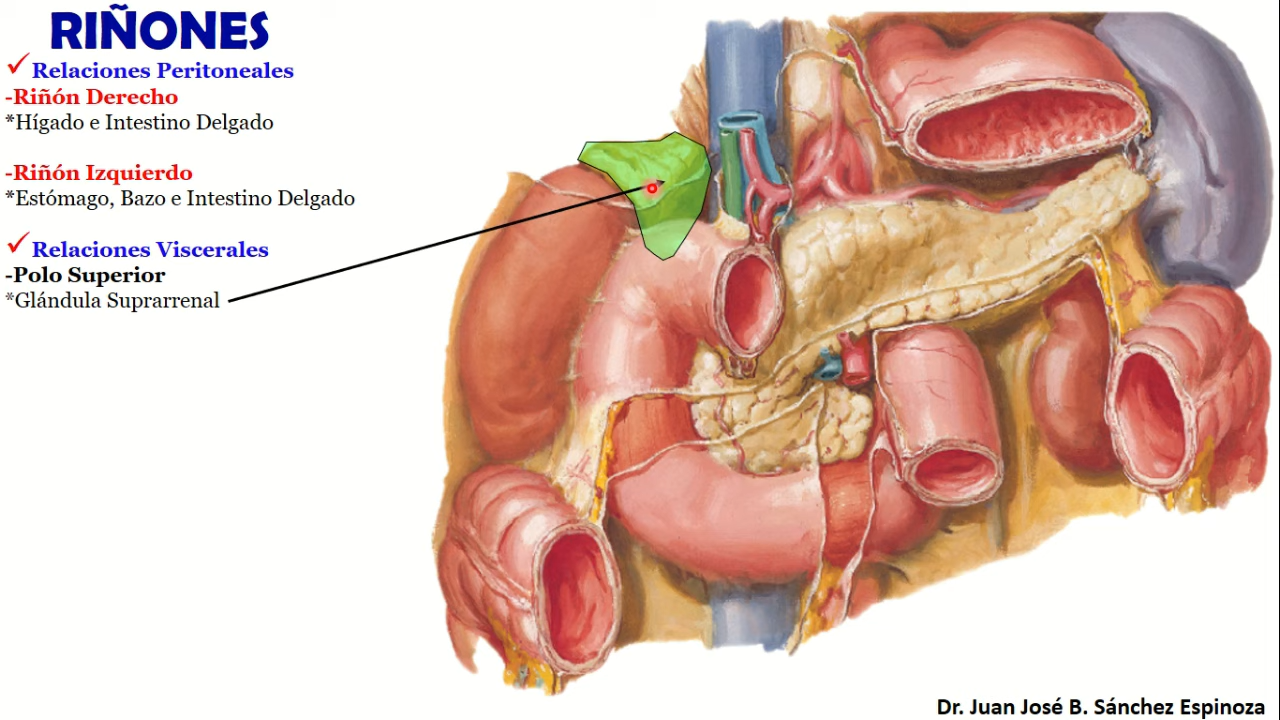 RIÑONES
✓Relaciones Peritoneales
-Riñón Derecho
*Hígado e Intestino Delgado
-Riñón Izquierdo
*Estómago, Bazo e Intestino Delgado
✓Relaciones Viscerales
-Polo Superior
*Glándula Suprarrenal
Dr. Juan José B. Sánchez Espinoza